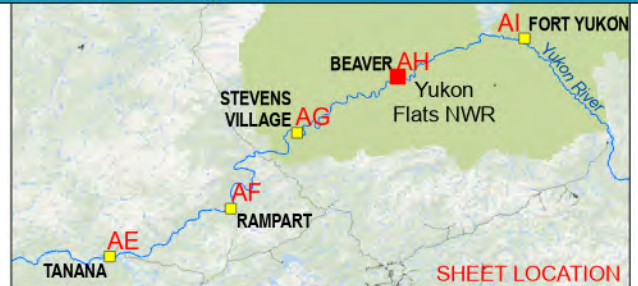 AI FORT YUKON
BEAVER AH
Yukon River
Yukon
Flats NWR
STEVENS
VILLAGE
AG
AF
RAMPART
AE
TANANA
SHEET LOCATION